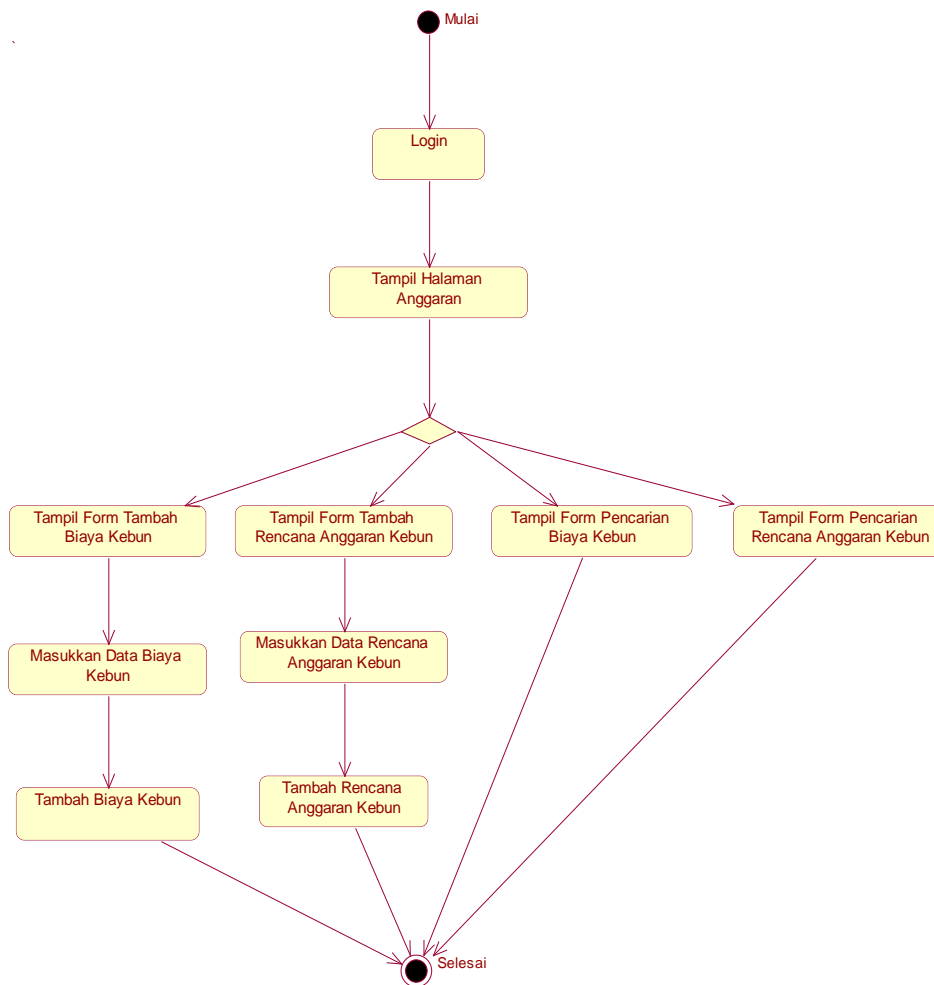 Mulai
`
Login
Tampil Halaman
Anggaran
Tampil Form Tambah
Biaya Kebun
Tampil Form Tambah
Rencana Anggaran Kebun
Tampil Form Pencarian
Biaya Kebun
Tampil Form Pencarian
Rencana Anggaran Kebun
Masukkan Data Biaya
Kebun
Masukkan Data Rencana
Anggaran Kebun
Tambah Biaya Kebun
Tambah Rencana
Anggaran Kebun
Selesai